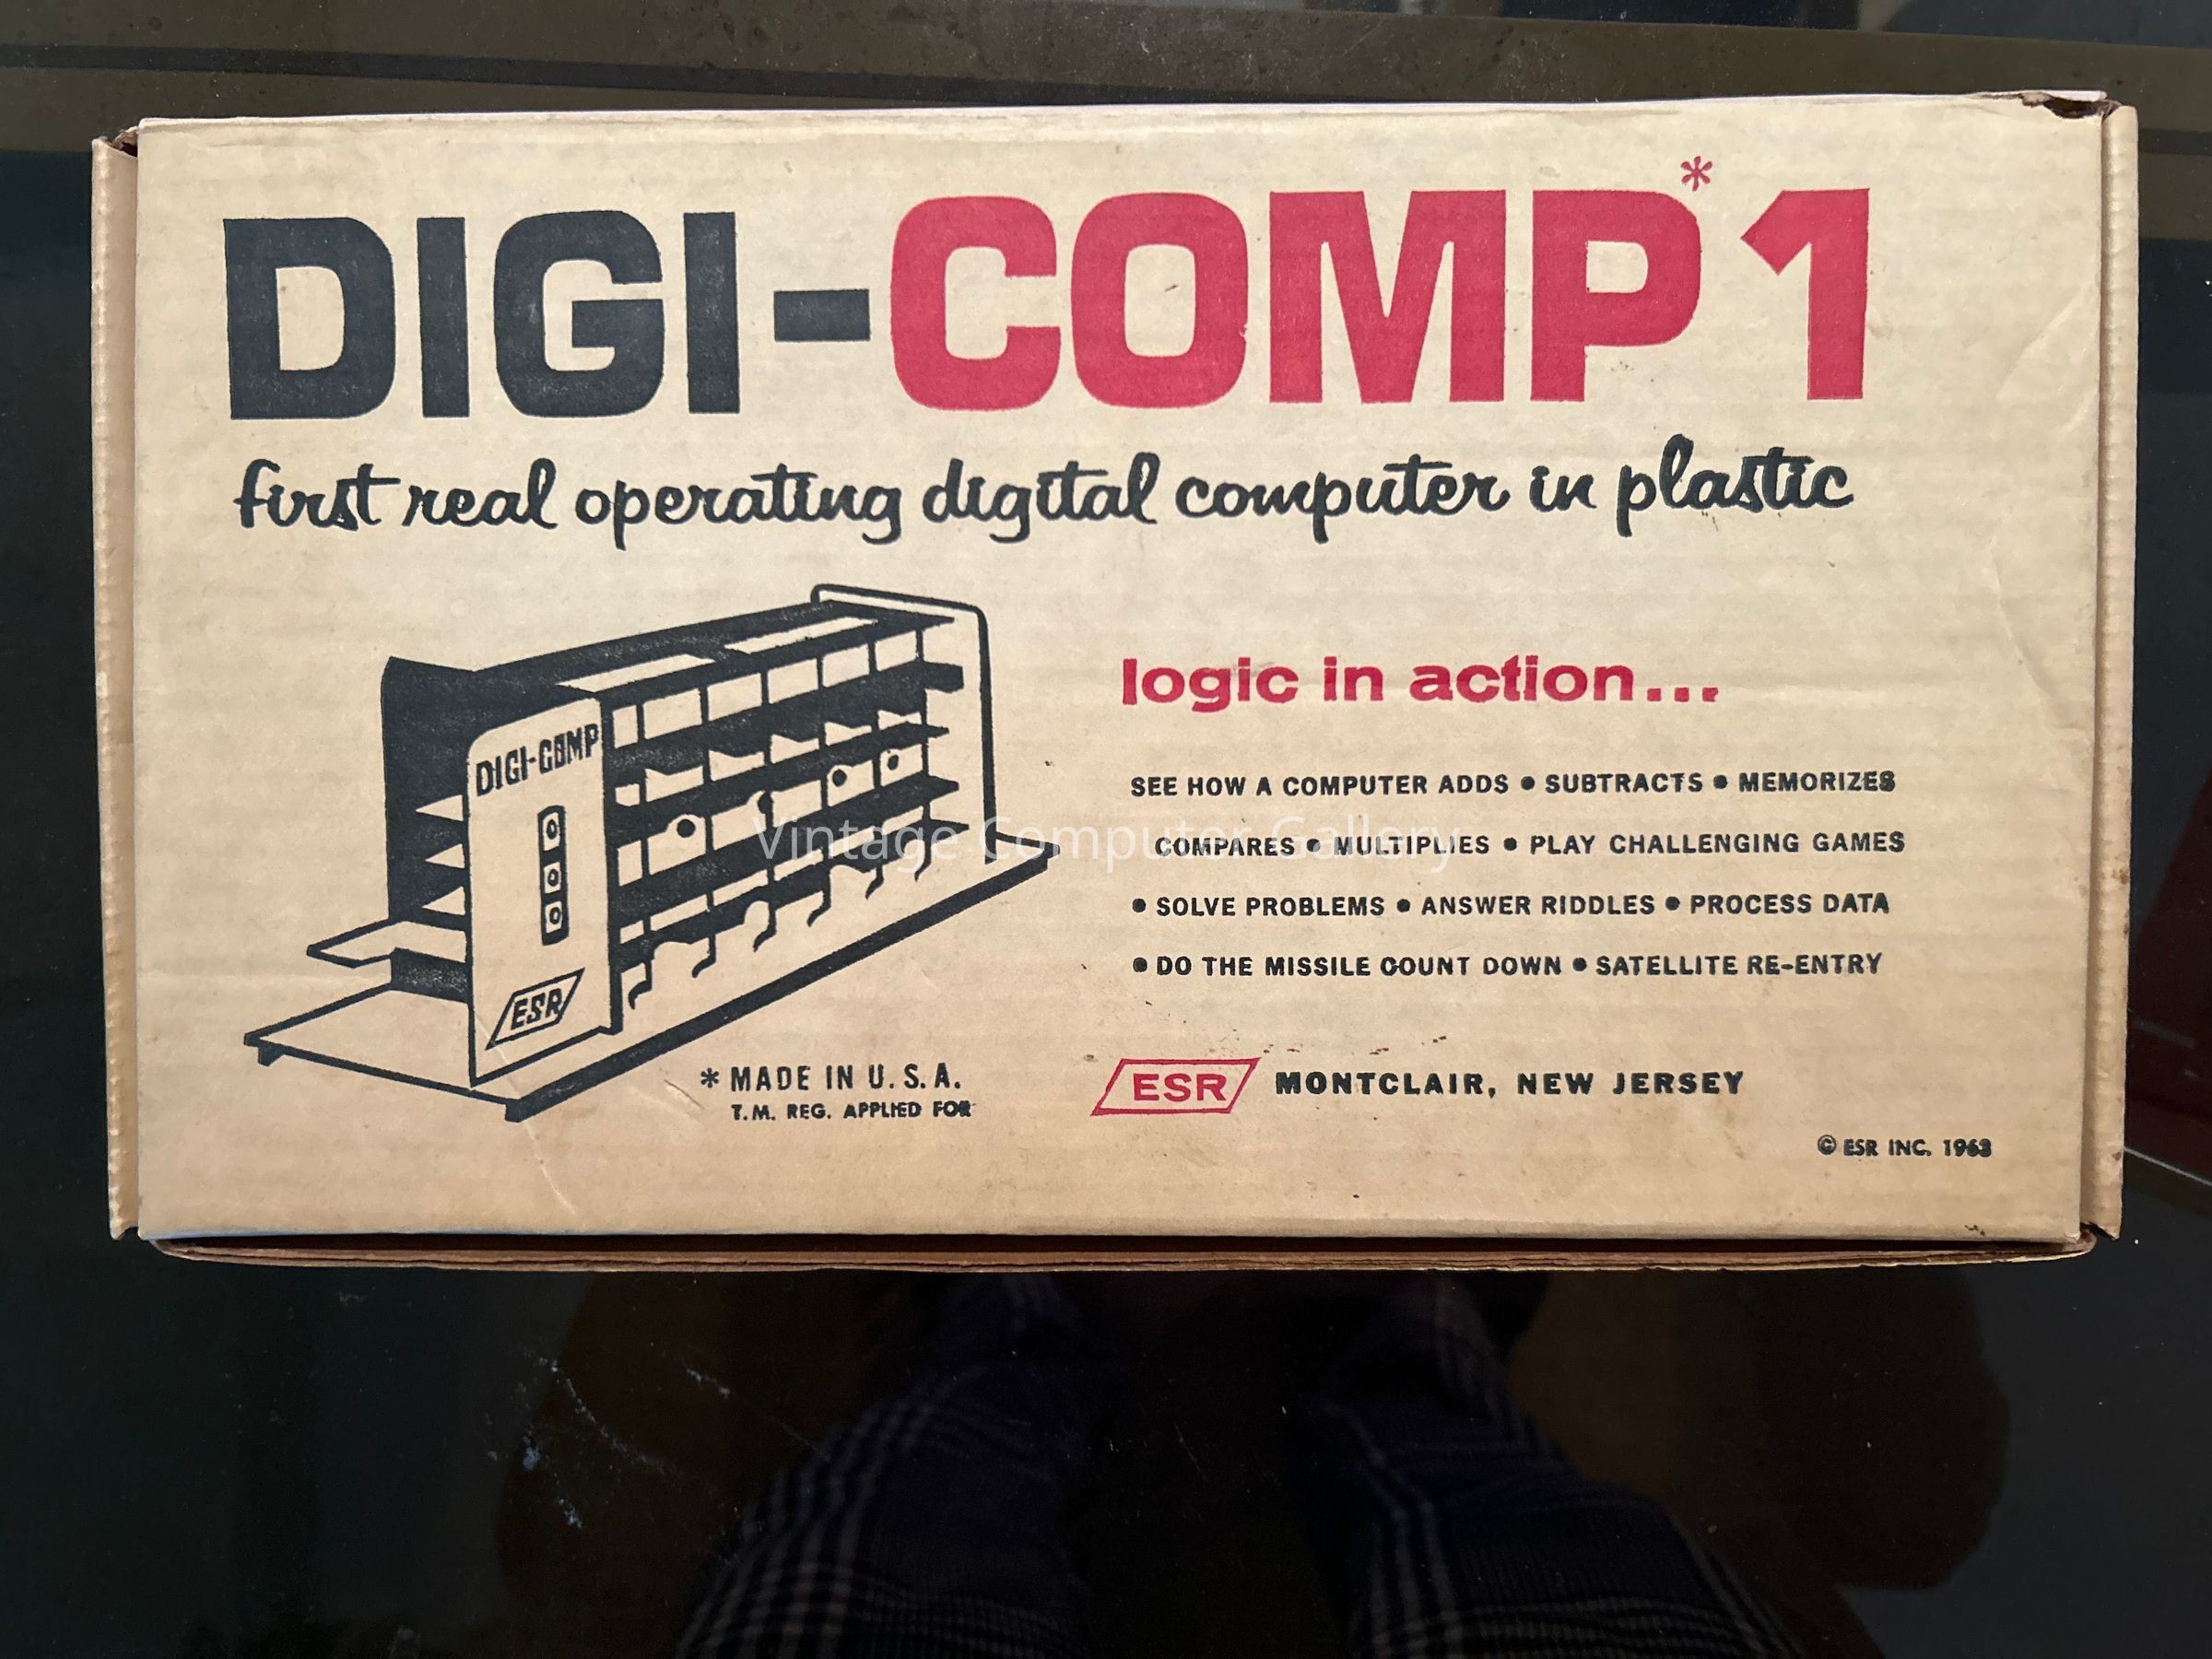 DIGI-COMP*1
first real operating digital computer in plastic
DIGI-COMP
ESR
logic in action...
SEE HOW A COMPUTER ADDS • SUBTRACTS • MEMORIZES
COMPARES • MULTIPLIES • PLAY CHALLENGING GAMES
• SOLVE PROBLEMS • ANSWER RIDDLES • PROCESS DATA
• DO THE MISSILE COUNT DOWN • SATELLITE RE-ENTRY
* MADE IN U.S.A.
T.M. REG. APPLIED FOR
ESR MONTCLAIR, NEW JERSEY
© ESR INC. 1963
Vintage Computer Gallery